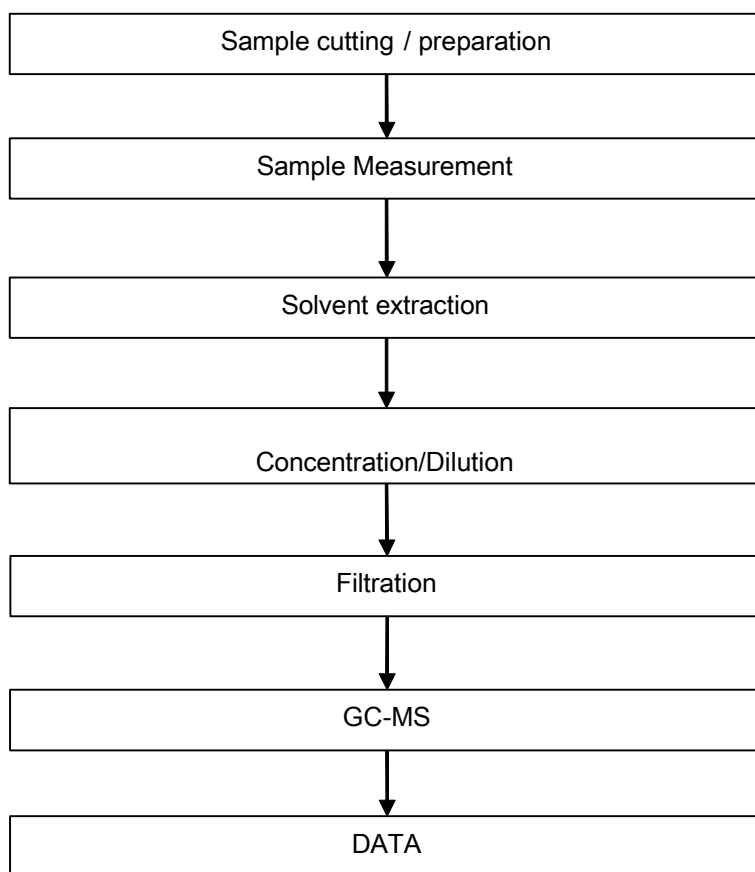 Sample cutting / preparation
Sample Measurement
Solvent extraction
Concentration/Dilution
Filtration
GC-MS
DATA